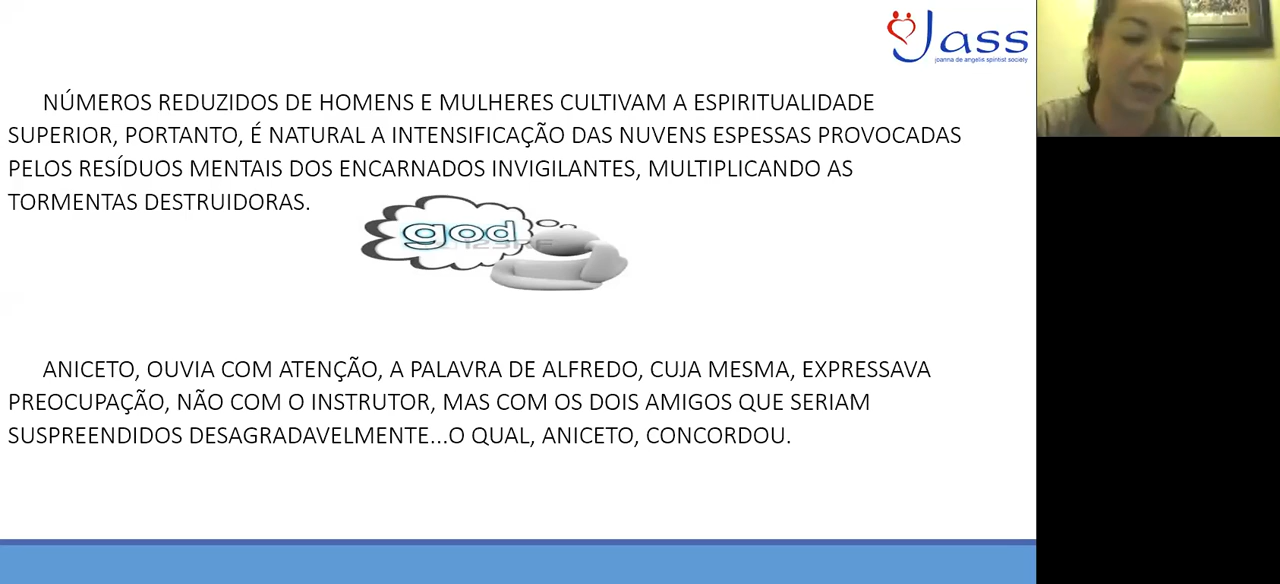 Jass
joanna de angelis spiritist society
NÚMEROS REDUZIDOS DE HOMENS E MULHERES CULTIVAM A ESPIRITUALIDADE
SUPERIOR, PORTANTO, É NATURAL A INTENSIFICAÇÃO DAS NUVENS ESPESSAS PROVOCADAS
PELOS RESÍDUOS MENTAIS DOS ENCARNADOS INVIGILANTES, MULTIPLICANDO AS
TORMENTAS DESTRUIDORAS.
god
123RF
ANICETO, OUVIA COM ATENÇÃO, A PALAVRA DE ALFREDO, CUJA MESMA, EXPRESSAVA
PREOCUPAÇÃO, NÃO COM O INSTRUTOR, MAS COM OS DOIS AMIGOS QUE SERIAM
SUSPREENDIDOS DESAGRADAVELMENTE...O QUAL, ANICETO, CONCORDOU.